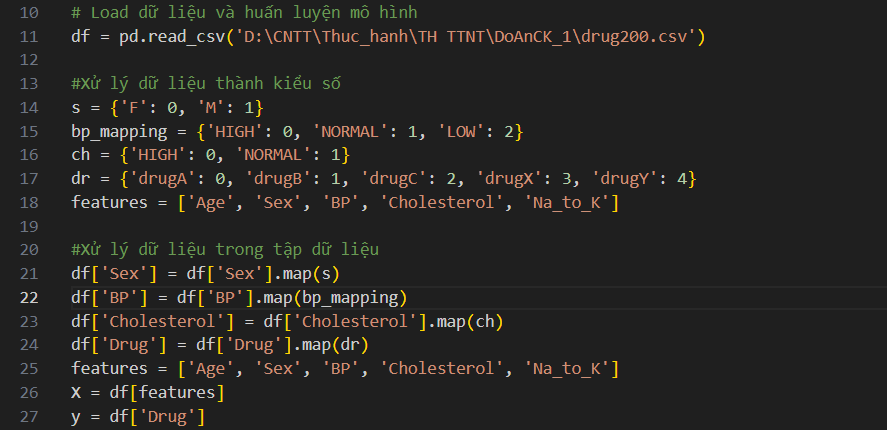 10 # Load dữ liệu và huấn luyện mô hình
11 df = pd.read_csv('D:\CNTT\Thuc_hanh\TH TTNT\DoAnCK_1\drug200.csv')
12
13 #Xử lý dữ liệu thành kiểu số
14 s = {'F': 0, 'M': 1}
15 bp_mapping = {'HIGH': 0, 'NORMAL': 1, 'LOW': 2}
16 ch = {'HIGH': 0, 'NORMAL': 1}
17 dr = {'drugA': 0, 'drugB': 1, 'drugC': 2, 'drugX': 3, 'drugY': 4}
18 features = ['Age', 'Sex', 'BP', 'Cholesterol', 'Na_to_K']
19
20 #Xử lý dữ liệu trong tập dữ liệu
21 df['Sex'] = df['Sex'].map(s)
22 df['BP'] = df['BP'].map(bp_mapping)
23 df['Cholesterol'] = df['Cholesterol'].map(ch)
24 df['Drug'] = df['Drug'].map(dr)
25 features = ['Age', 'Sex', 'BP', 'Cholesterol', 'Na_to_K']
26 X = df[features]
27 y = df['Drug']